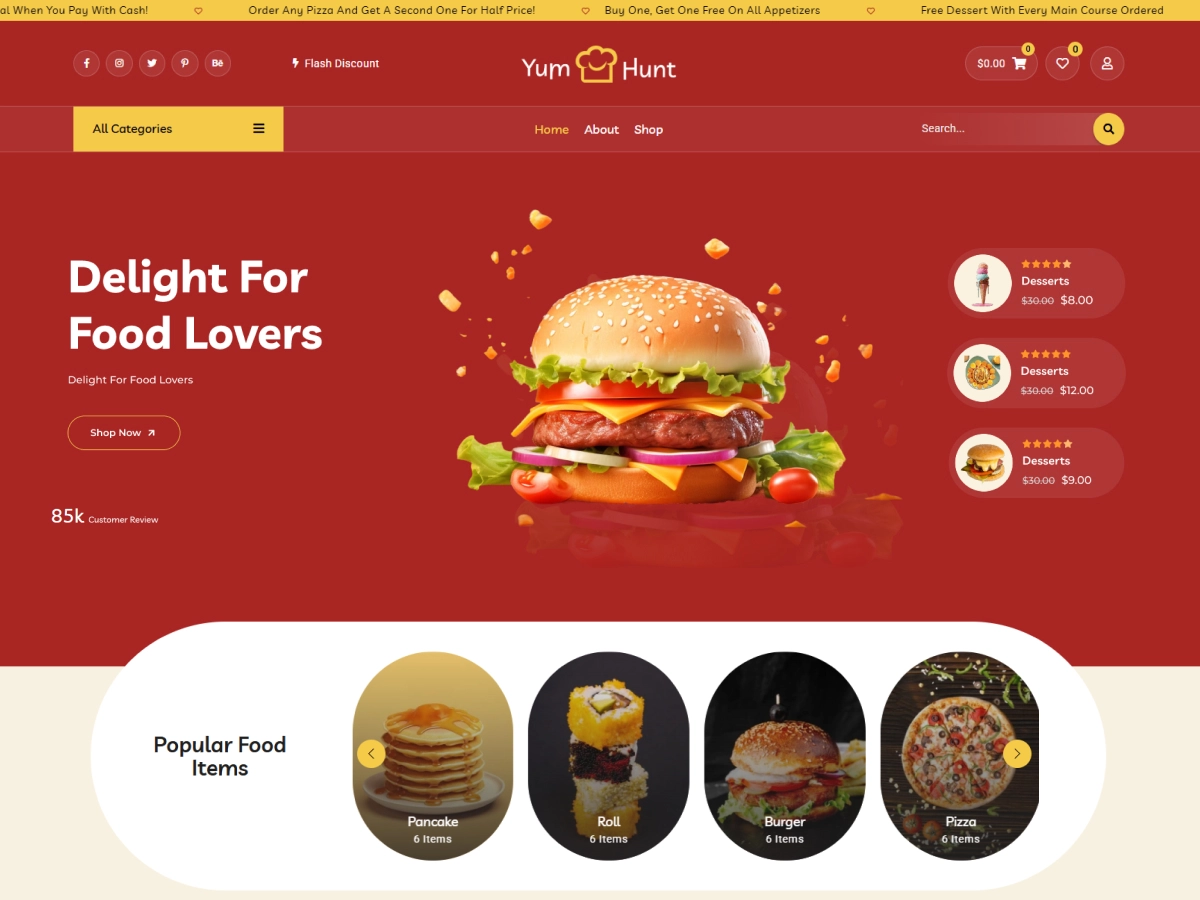 al When You Pay With Cash!
Order Any Pizza And Get A Second One For Half Price!
Buy One, Get One Free On All Appetizers
Free Dessert With Every Main Course Ordered
Flash Discount
Yum Hunt
$0.00
0
0
All Categories
Home
About
Shop
Search...
Delight For
Food Lovers
Delight For Food Lovers
Shop Now
85k Customer Review
Desserts
$30.00 $8.00
Desserts
$30.00 $12.00
Desserts
$30.00 $9.00
Popular Food
Items
Pancake
6 Items
Roll
6 Items
Burger
6 Items
Pizza
6 Items